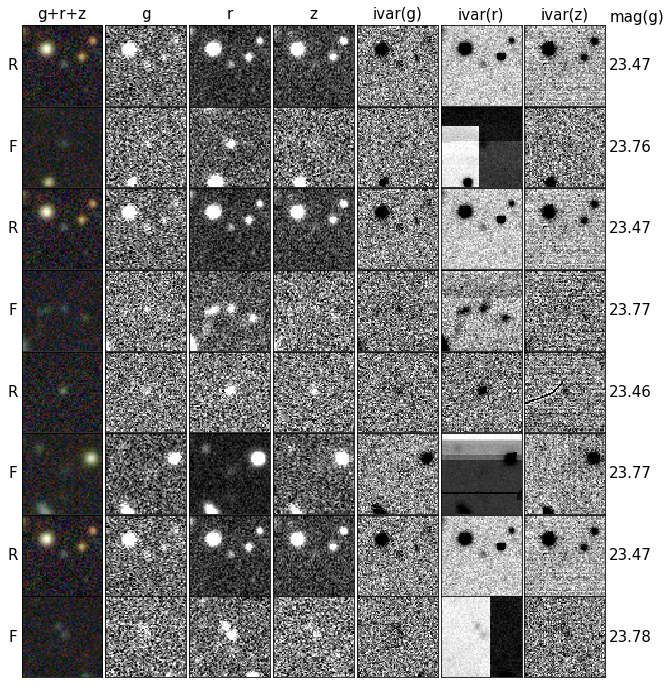 g+r+z g r z ivar(g) ivar(r) ivar(z) mag(g)
R 23.47
F 23.76
R 23.47
F 23.77
R 23.46
F 23.77
R 23.47
F 23.78